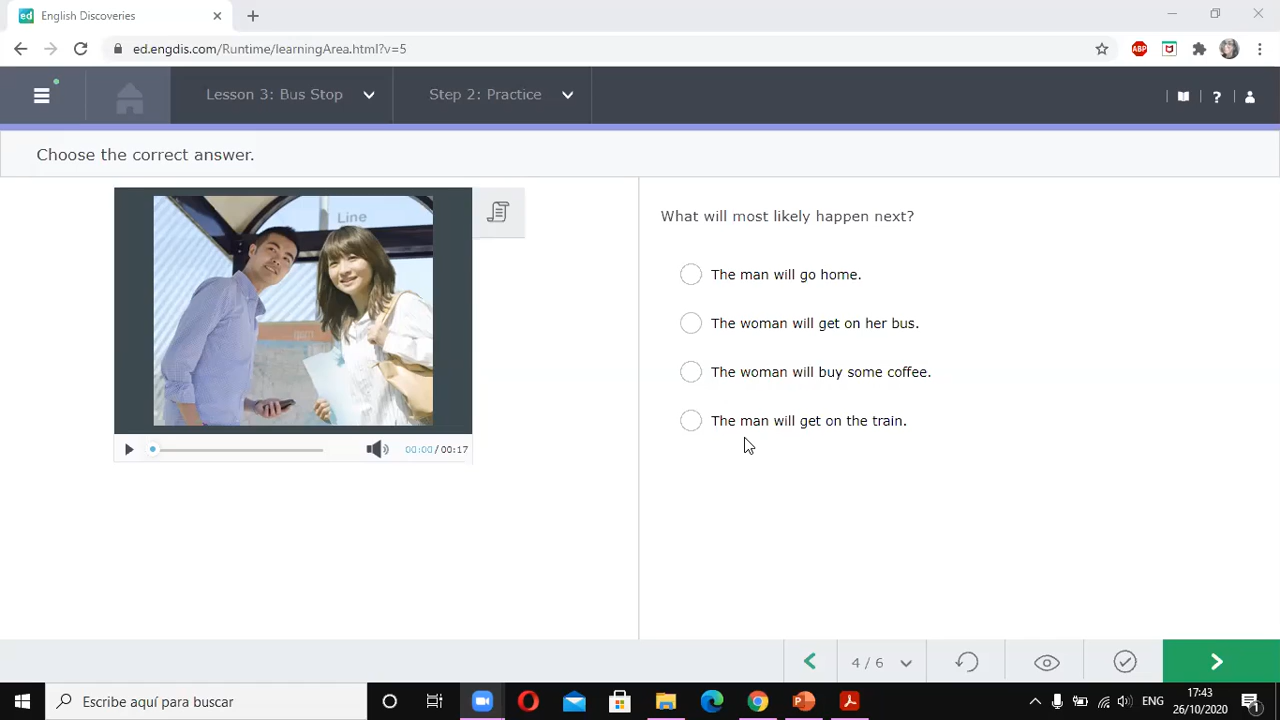 ed English Discoveries
ed.engdis.com/Runtime/learningArea.html?v=5
ABP
Lesson 3: Bus Stop
Step 2: Practice
?
Choose the correct answer.
Line
What will most likely happen next?
The man will go home.
The woman will get on her bus.
The woman will buy some coffee.
The man will get on the train.
00:00 / 00:17
4 / 6
Escribe aquí para buscar
ENG
17:43
26/10/2020
1